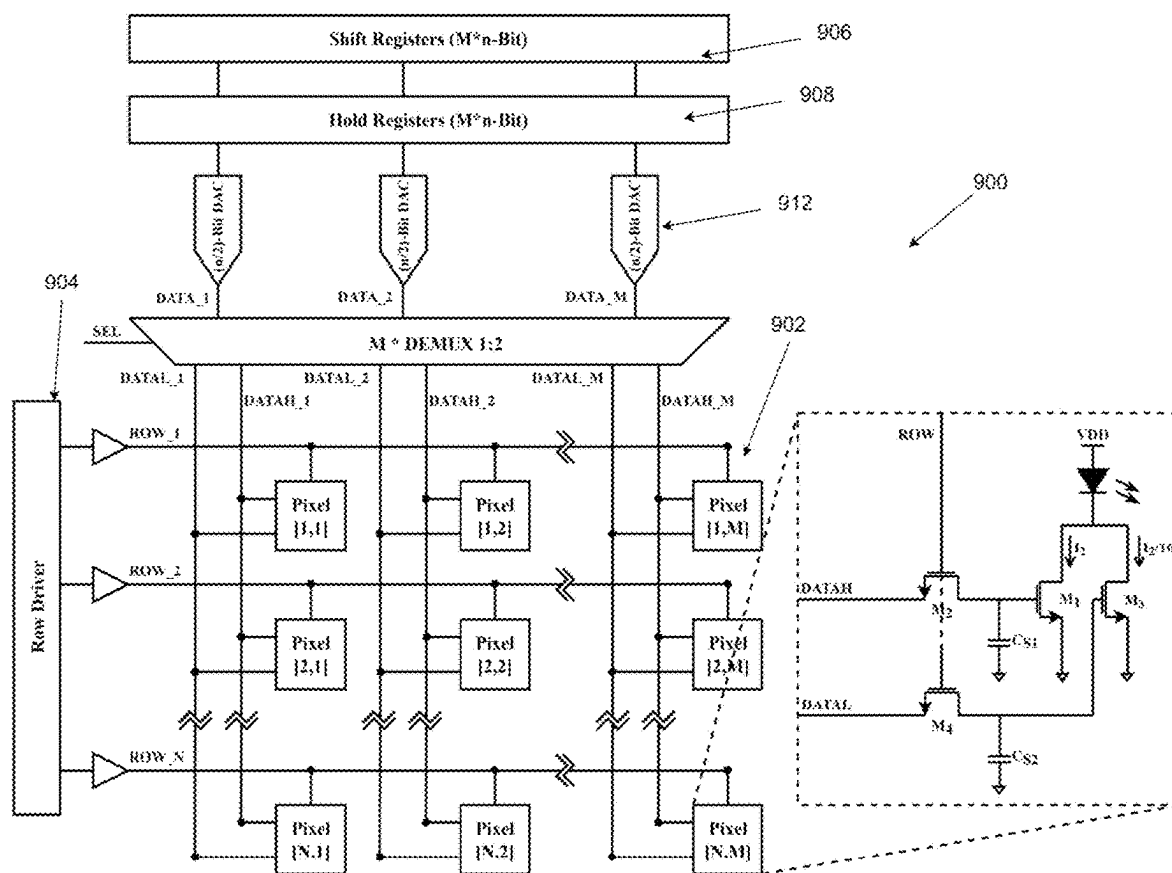 Shift Registers (M*n-Bit)
906
Hold Registers (M*n-Bit)
908
(n/2)-Bit DAC
(n/2)-Bit DAC
(n/2)-Bit DAC
912
900
904
DATA_1
DATA_2
DATA_M
SEL
M * DEMUX 1:2
902
DATAL_1
DATAL_2
DATAL_M
DATAH_1
DATAH_2
DATAH_M
Row Driver
ROW_1
Pixel
[1,1]
Pixel
[1,2]
Pixel
[1,M]
ROW_2
Pixel
[2,1]
Pixel
[2,2]
Pixel
[2,M]
ROW_N
Pixel
[N,1]
Pixel
[N,2]
Pixel
[N,M]
ROW
VDD
DATAH
M2
CS1
M1
M3
DATAL
M4
CS2